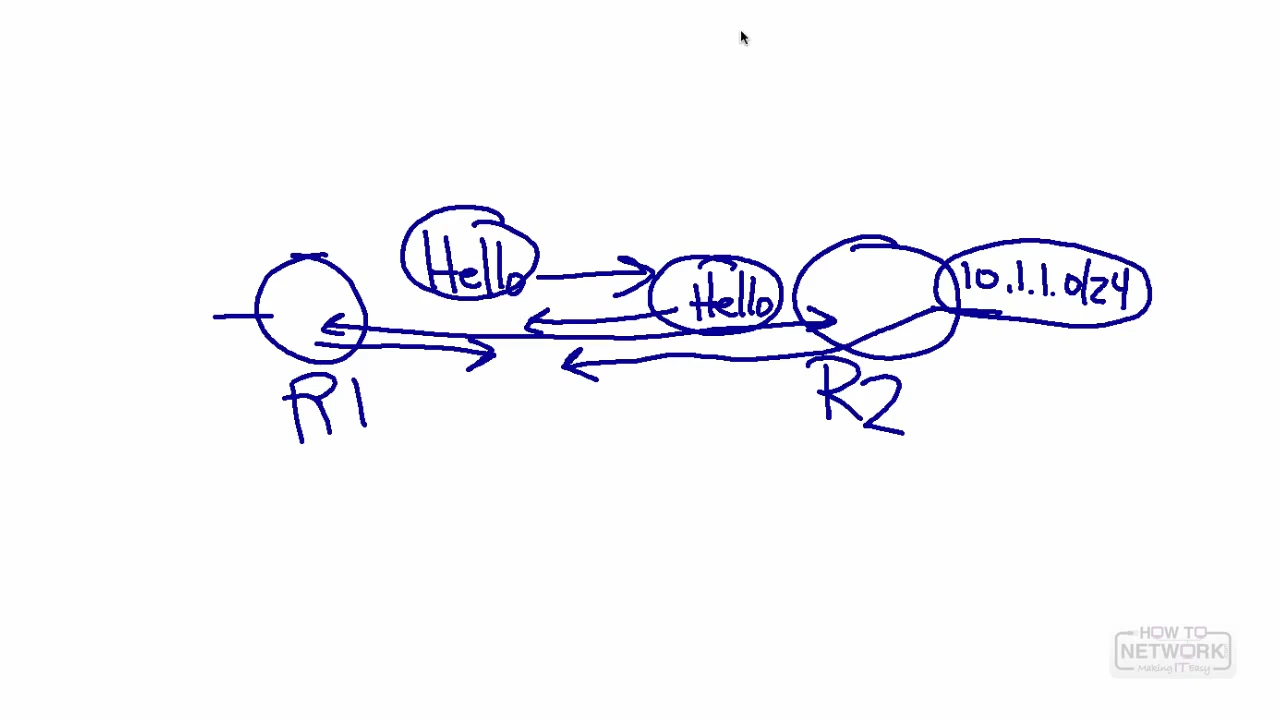 Hello
Hello
10.1.1.0/24
R1
R2
HOW TO
NETWORK
Making IT Easy